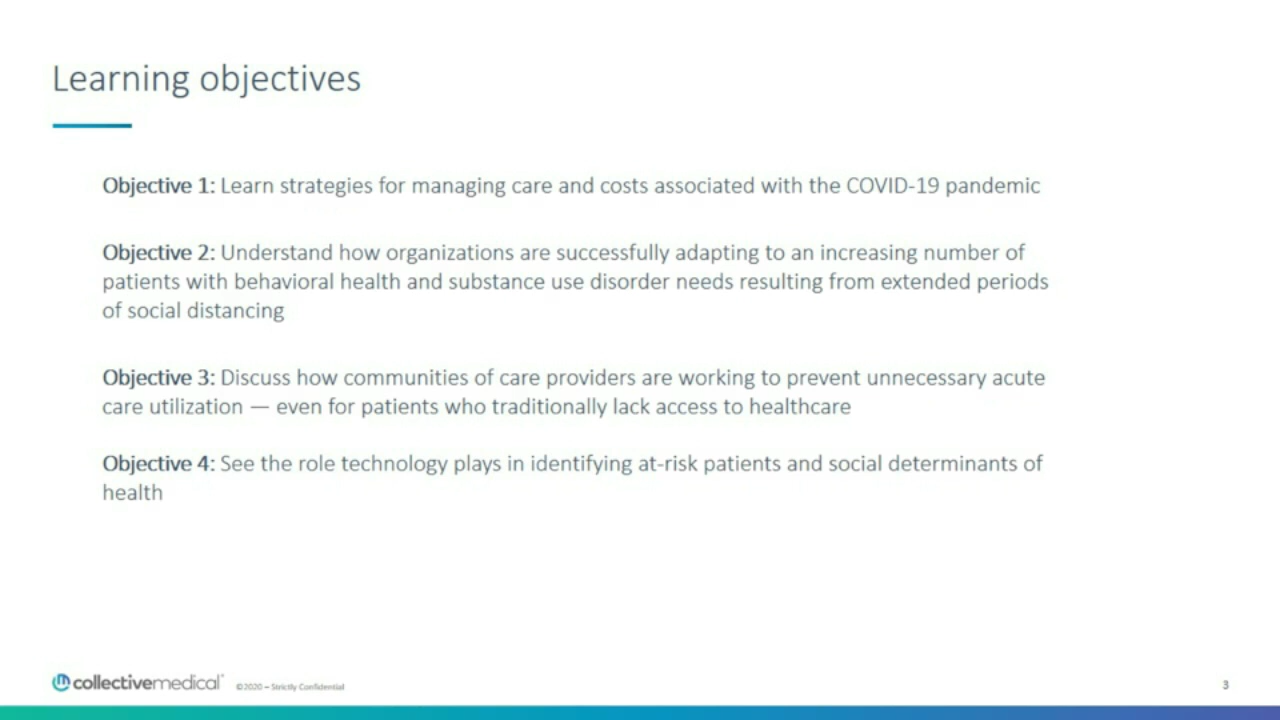 Learning objectives
Objective 1: Learn strategies for managing care and costs associated with the COVID-19 pandemic
Objective 2: Understand how organizations are successfully adapting to an increasing number of
patients with behavioral health and substance use disorder needs resulting from extended periods
of social distancing
Objective 3: Discuss how communities of care providers are working to prevent unnecessary acute
care utilization — even for patients who traditionally lack access to healthcare
Objective 4: See the role technology plays in identifying at-risk patients and social determinants of
health
collectivemedical ©2020 – Strictly Confidential
3